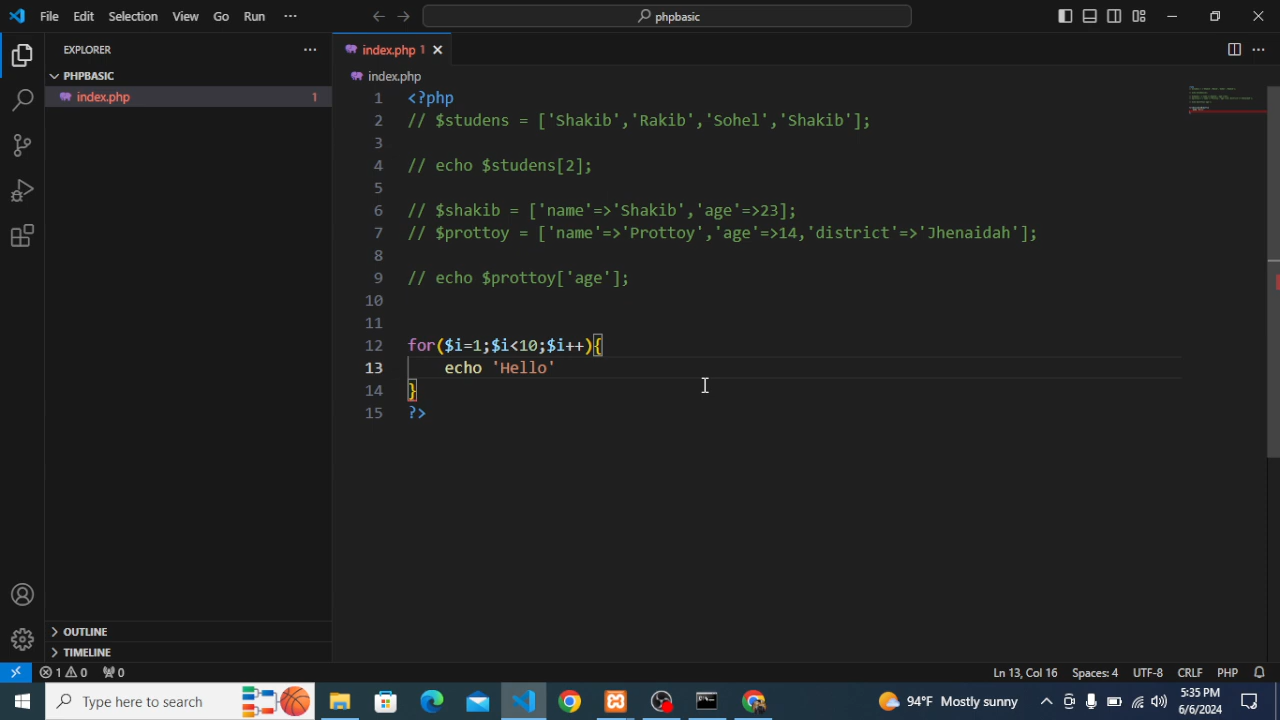 File Edit Selection View Go Run ··· phpbasic
EXPLORER ···
index.php 1
PHPBASIC
index.php
index.php 1
1 <?php
2 // $studens = ['Shakib','Rakib','Sohel','Shakib'];
3
4 // echo $studens[2];
5
6 // $shakib = ['name'=>'Shakib','age'=>23];
7 // $prottoy = ['name'=>'Prottoy','age'=>14,'district'=>'Jhenaidah'];
8
9 // echo $prottoy['age'];
10
11
12 for($i=1;$i<10;$i++){
13 echo 'Hello'
14 }
15 ?>
OUTLINE
TIMELINE
1 0 0 Ln 13, Col 16 Spaces: 4 UTF-8 CRLF PHP
Type here to search 94°F Mostly sunny 5:35 PM
6/6/2024